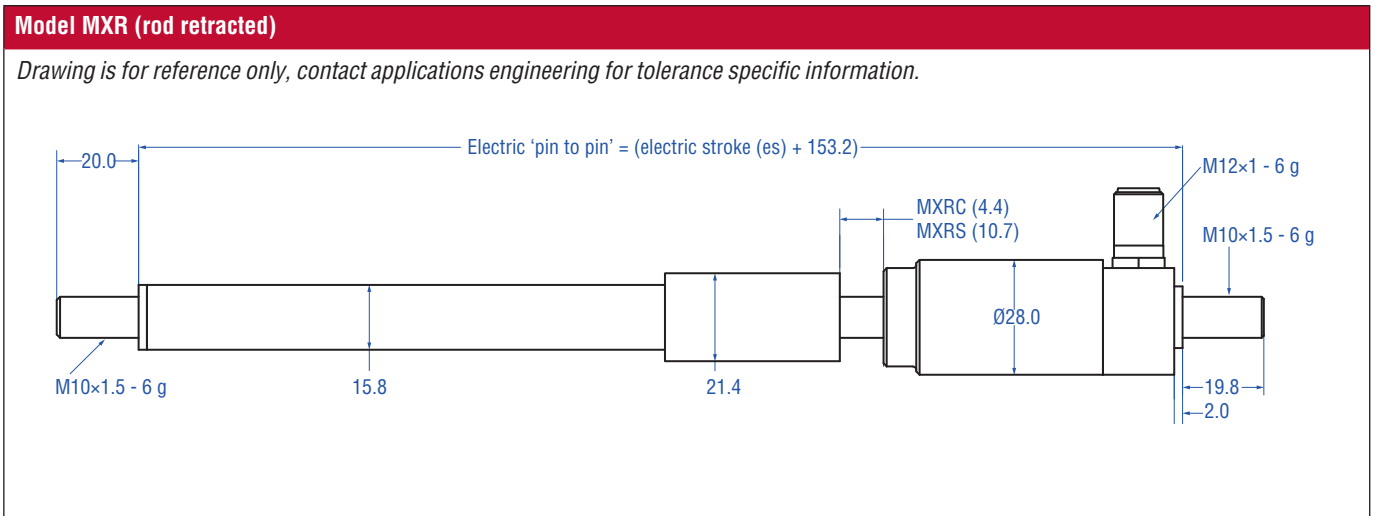 Model MXR (rod retracted)
Drawing is for reference only, contact applications engineering for tolerance specific information.
Electric ‘pin to pin’ = (electric stroke (es) + 153.2)
20.0
M12×1 - 6 g
MXRC (4.4)
MXRS (10.7)
M10×1.5 - 6 g
Ø28.0
M10×1.5 - 6 g
15.8
21.4
19.8
2.0